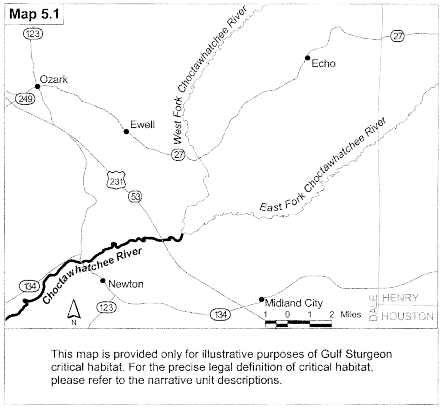 Map 5.1
123
27
Echo
Ozark
249
West Fork Choctawhatchee River
Ewell
27
East Fork Choctawhatchee River
231
53
Choctawhatchee River
134
Newton
N
123
134
Midland City
1 0 1 2 Miles
DALE
HENRY
HOUSTON
This map is provided only for illustrative purposes of Gulf Sturgeon
critical habitat. For the precise legal definition of critical habitat,
please refer to the narrative unit descriptions.